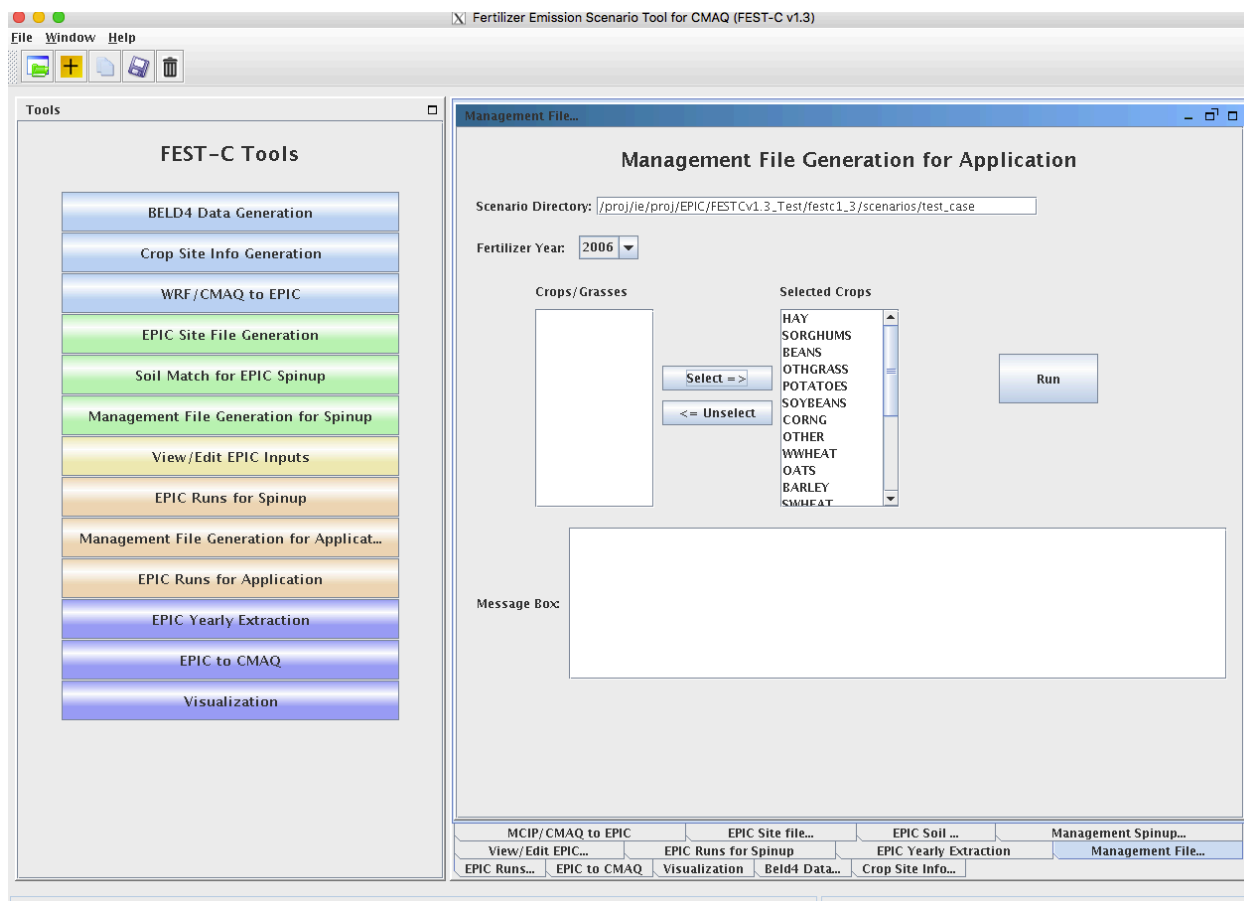 Fertilizer Emission Scenario Tool for CMAQ (FEST-C v1.3)
File Window Help
Tools
FEST-C Tools
BELD4 Data Generation
Crop Site Info Generation
WRF/CMAQ to EPIC
EPIC Site File Generation
Soil Match for EPIC Spinup
Management File Generation for Spinup
View/Edit EPIC Inputs
EPIC Runs for Spinup
Management File Generation for Applicat...
EPIC Runs for Application
EPIC Yearly Extraction
EPIC to CMAQ
Visualization
Management File...
Management File Generation for Application
Scenario Directory: /proj/ie/proj/EPIC/FESTCv1.3_Test/festc1_3/scenarios/test_case
Fertilizer Year: 2006
Crops/Grasses
Select =>
<= Unselect
Selected Crops
HAY
SORGHUMS
BEANS
OTHGRASS
POTATOES
SOYBEANS
CORNG
OTHER
WWHEAT
OATS
BARLEY
SWHEAT
Run
Message Box:
MCIP/CMAQ to EPIC EPIC Site file... EPIC Soil ... Management Spinup...
View/Edit EPIC... EPIC Runs for Spinup EPIC Yearly Extraction Management File...
EPIC Runs... EPIC to CMAQ Visualization Beld4 Data... Crop Site Info...